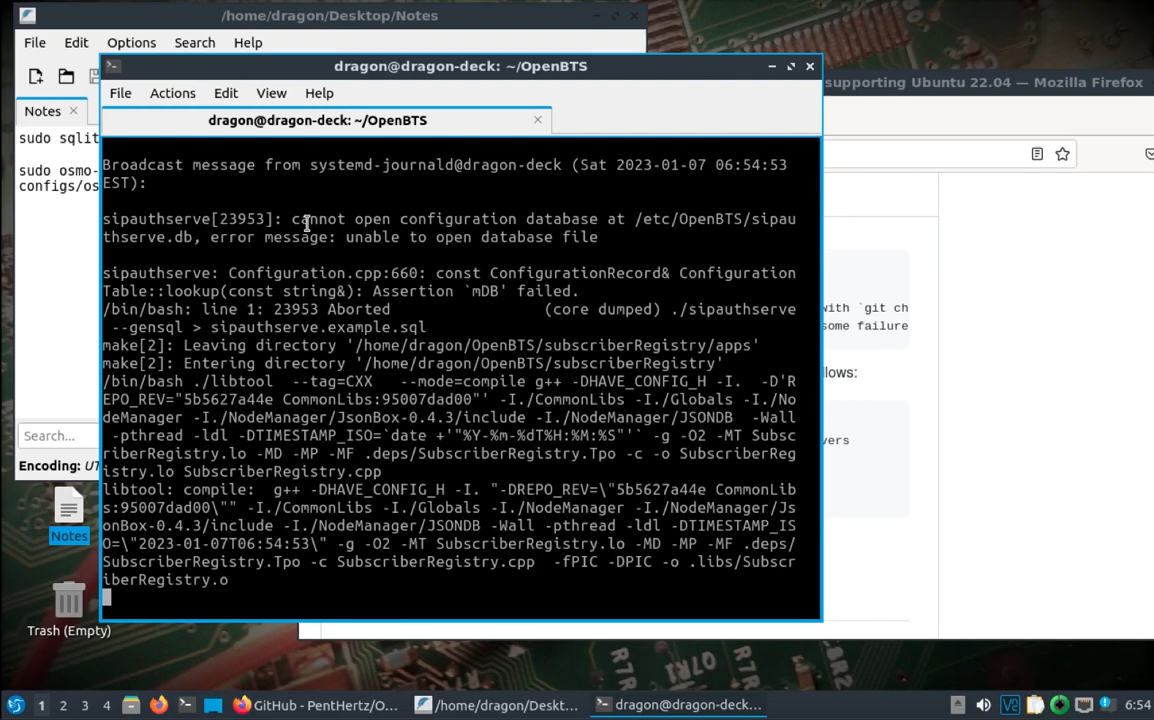 /home/dragon/Desktop/Notes
File Edit Options Search Help
Notes
sudo sqlit
sudo osmo-
configs/os
Search...
Encoding: UT
Notes
Trash (Empty)
supporting Ubuntu 22.04 — Mozilla Firefox
with `git ch
some failure
llows:
vers
dragon@dragon-deck: ~/OpenBTS
File Actions Edit View Help
dragon@dragon-deck: ~/OpenBTS
Broadcast message from systemd-journald@dragon-deck (Sat 2023-01-07 06:54:53
EST):
sipauthserve[23953]: cannot open configuration database at /etc/OpenBTS/sipau
thserve.db, error message: unable to open database file
sipauthserve: Configuration.cpp:660: const ConfigurationRecord& Configuration
Table::lookup(const string&): Assertion `mDB' failed.
/bin/bash: line 1: 23953 Aborted (core dumped) ./sipauthserve
--gensql > sipauthserve.example.sql
make[2]: Leaving directory '/home/dragon/OpenBTS/subscriberRegistry/apps'
make[2]: Entering directory '/home/dragon/OpenBTS/subscriberRegistry'
/bin/bash ./libtool --tag=CXX --mode=compile g++ -DHAVE_CONFIG_H -I. -D'R
EPO_REV="5b5627a44e CommonLibs:95007dad00"' -I./CommonLibs -I./Globals -I./No
deManager -I./NodeManager/JsonBox-0.4.3/include -I./NodeManager/JSONDB -Wall
-pthread -ldl -DTIMESTAMP_ISO=`date +'"%Y-%m-%dT%H:%M:%S"'` -g -O2 -MT Subsc
riberRegistry.lo -MD -MP -MF .deps/SubscriberRegistry.Tpo -c -o SubscriberReg
istry.lo SubscriberRegistry.cpp
libtool: compile: g++ -DHAVE_CONFIG_H -I. "-DREPO_REV=\"5b5627a44e CommonLib
s:95007dad00\"" -I./CommonLibs -I./Globals -I./NodeManager -I./NodeManager/Js
onBox-0.4.3/include -I./NodeManager/JSONDB -Wall -pthread -ldl -DTIMESTAMP_IS
O=\"2023-01-07T06:54:53\" -g -O2 -MT SubscriberRegistry.lo -MD -MP -MF .deps/
SubscriberRegistry.Tpo -c SubscriberRegistry.cpp -fPIC -DPIC -o .libs/Subscr
iberRegistry.o
1 2 3 4 GitHub - PentHertz/O... /home/dragon/Deskt... dragon@dragon-deck... 6:54